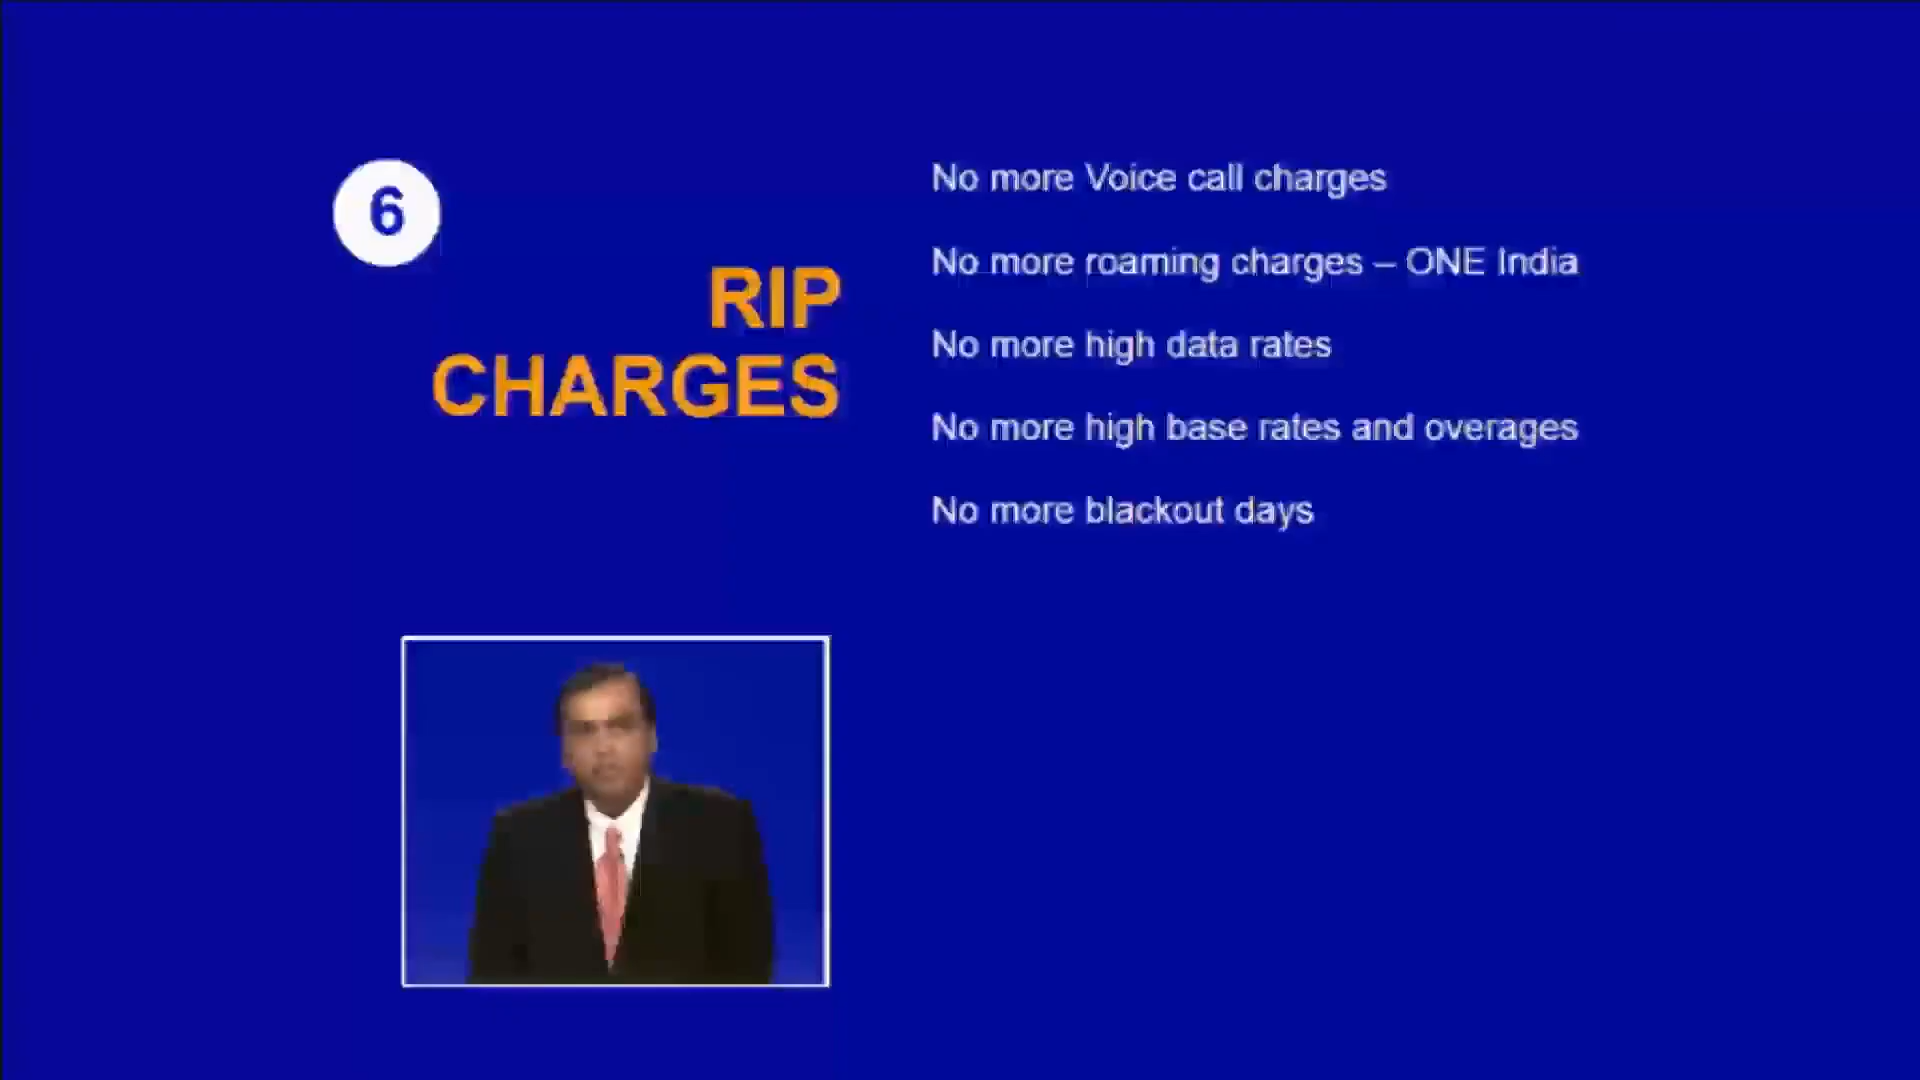 6
RIP
CHARGES
No more Voice call charges
No more roaming charges – ONE India
No more high data rates
No more high base rates and overages
No more blackout days